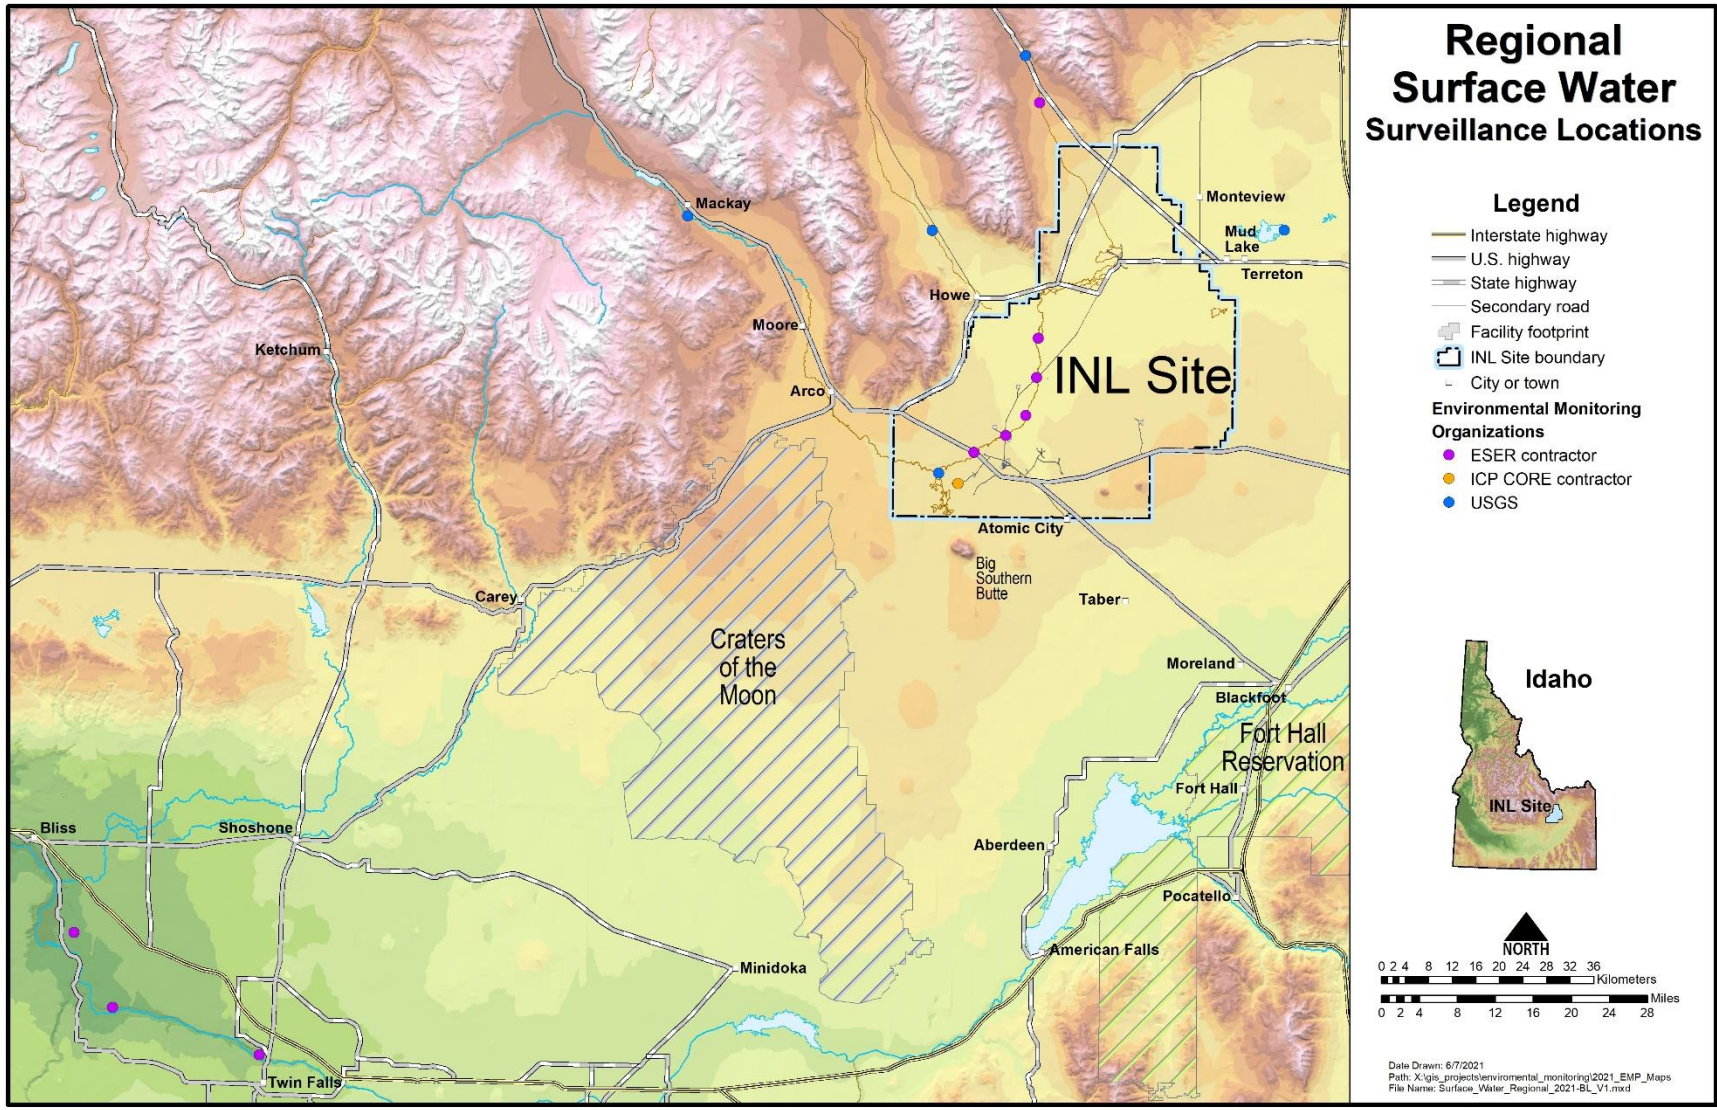 Regional
Surface Water
Surveillance Locations
Legend
Interstate highway
U.S. highway
State highway
Secondary road
Facility footprint
INL Site boundary
City or town
Environmental Monitoring
Organizations
ESER contractor
ICP CORE contractor
USGS
Mackay
Monteview
Mud
Lake
Terreton
Howe
Moore
Ketchum
INL Site
Arco
Atomic City
Big
Southern
Butte
Carey
Taber
Craters
of the
Moon
Moreland
Blackfoot
Fort Hall
Reservation
Fort Hall
Bliss
Shoshone
Aberdeen
Pocatello
American Falls
Minidoka
Twin Falls
Idaho
INL Site
NORTH
0 2 4 8 12 16 20 24 28 32 36
Kilometers
Miles
0 2 4 8 12 16 20 24 28
Date Drawn: 6/7/2021
Path: X:\gis_projects\enviromental_monitoring\2021_EMP_Maps
File Name: Surface_Water_Regional_2021-BL_V1.mxd